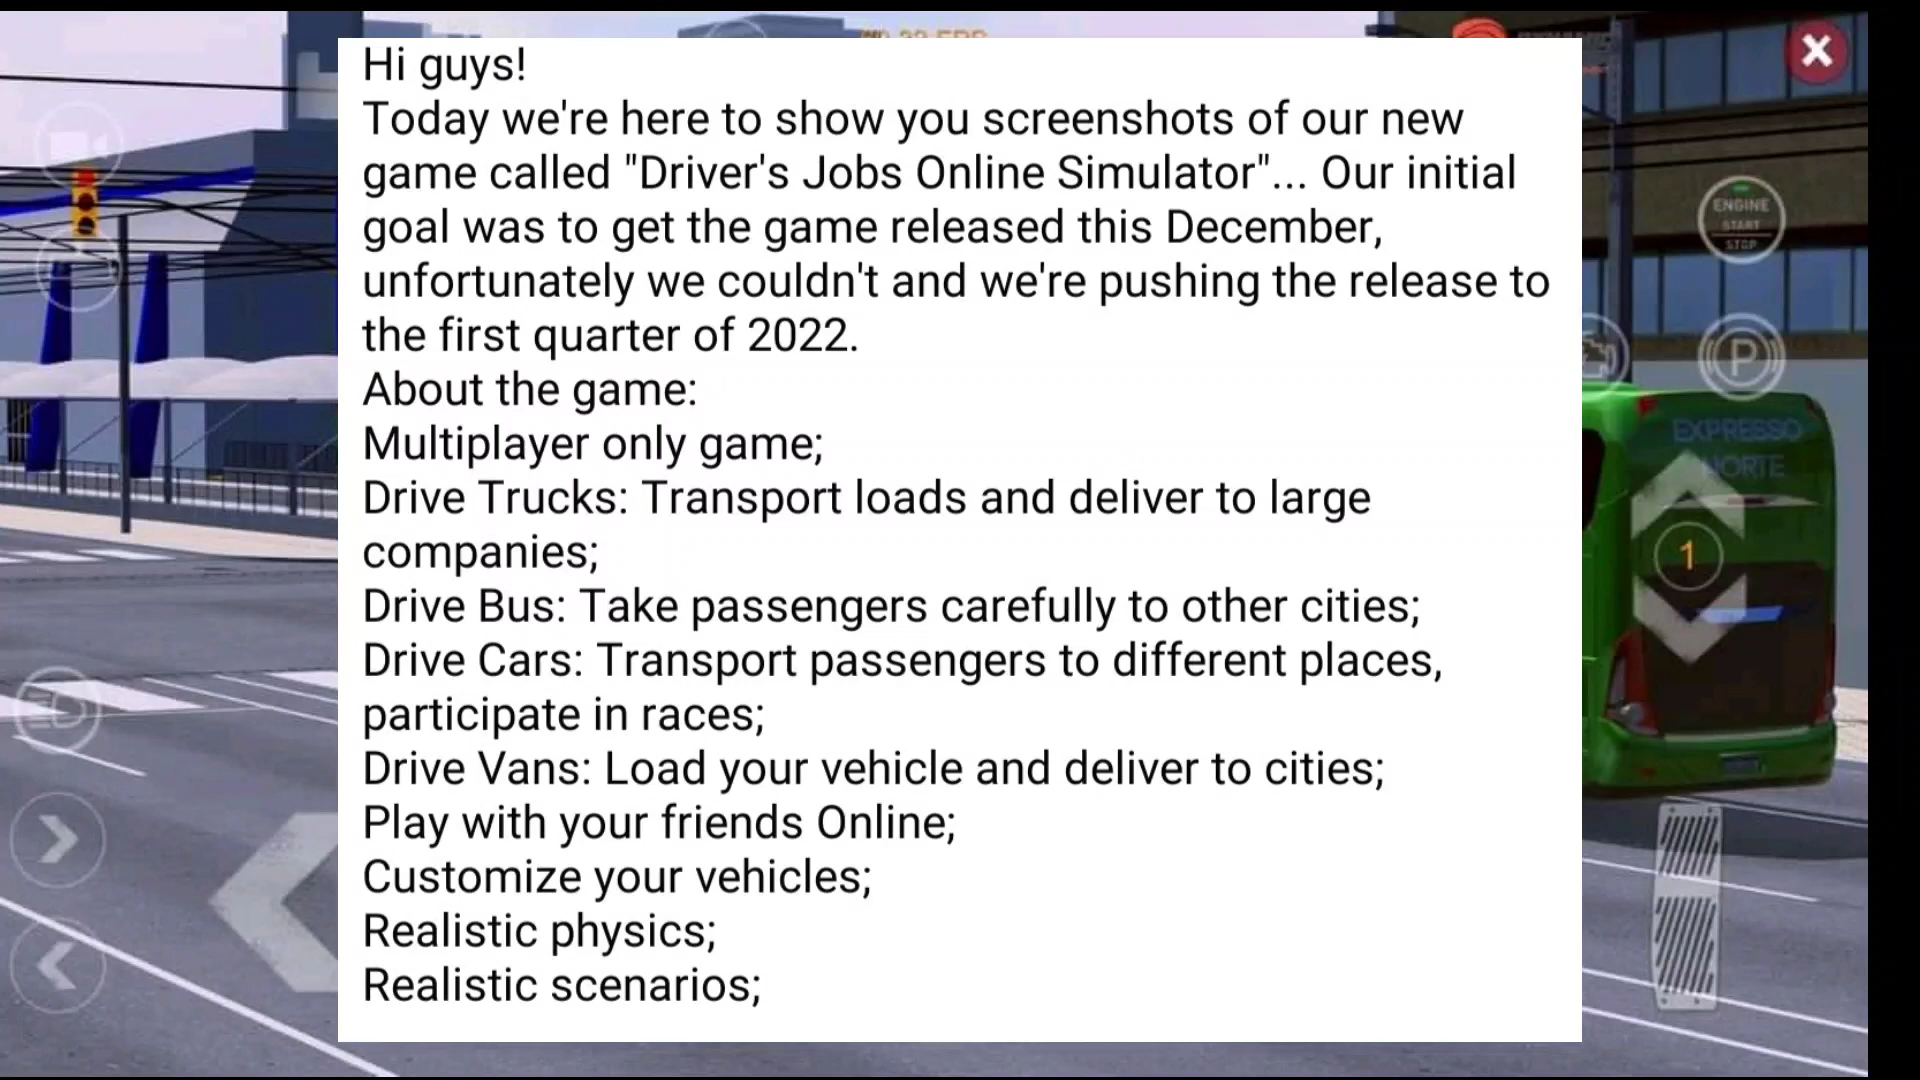 Hi guys!
Today we're here to show you screenshots of our new
game called "Driver's Jobs Online Simulator"... Our initial
goal was to get the game released this December,
unfortunately we couldn't and we're pushing the release to
the first quarter of 2022.
About the game:
Multiplayer only game;
Drive Trucks: Transport loads and deliver to large
companies;
Drive Bus: Take passengers carefully to other cities;
Drive Cars: Transport passengers to different places,
participate in races;
Drive Vans: Load your vehicle and deliver to cities;
Play with your friends Online;
Customize your vehicles;
Realistic physics;
Realistic scenarios;
ENGINE
START
STOP
P
EXPRESSO
NORTE
1